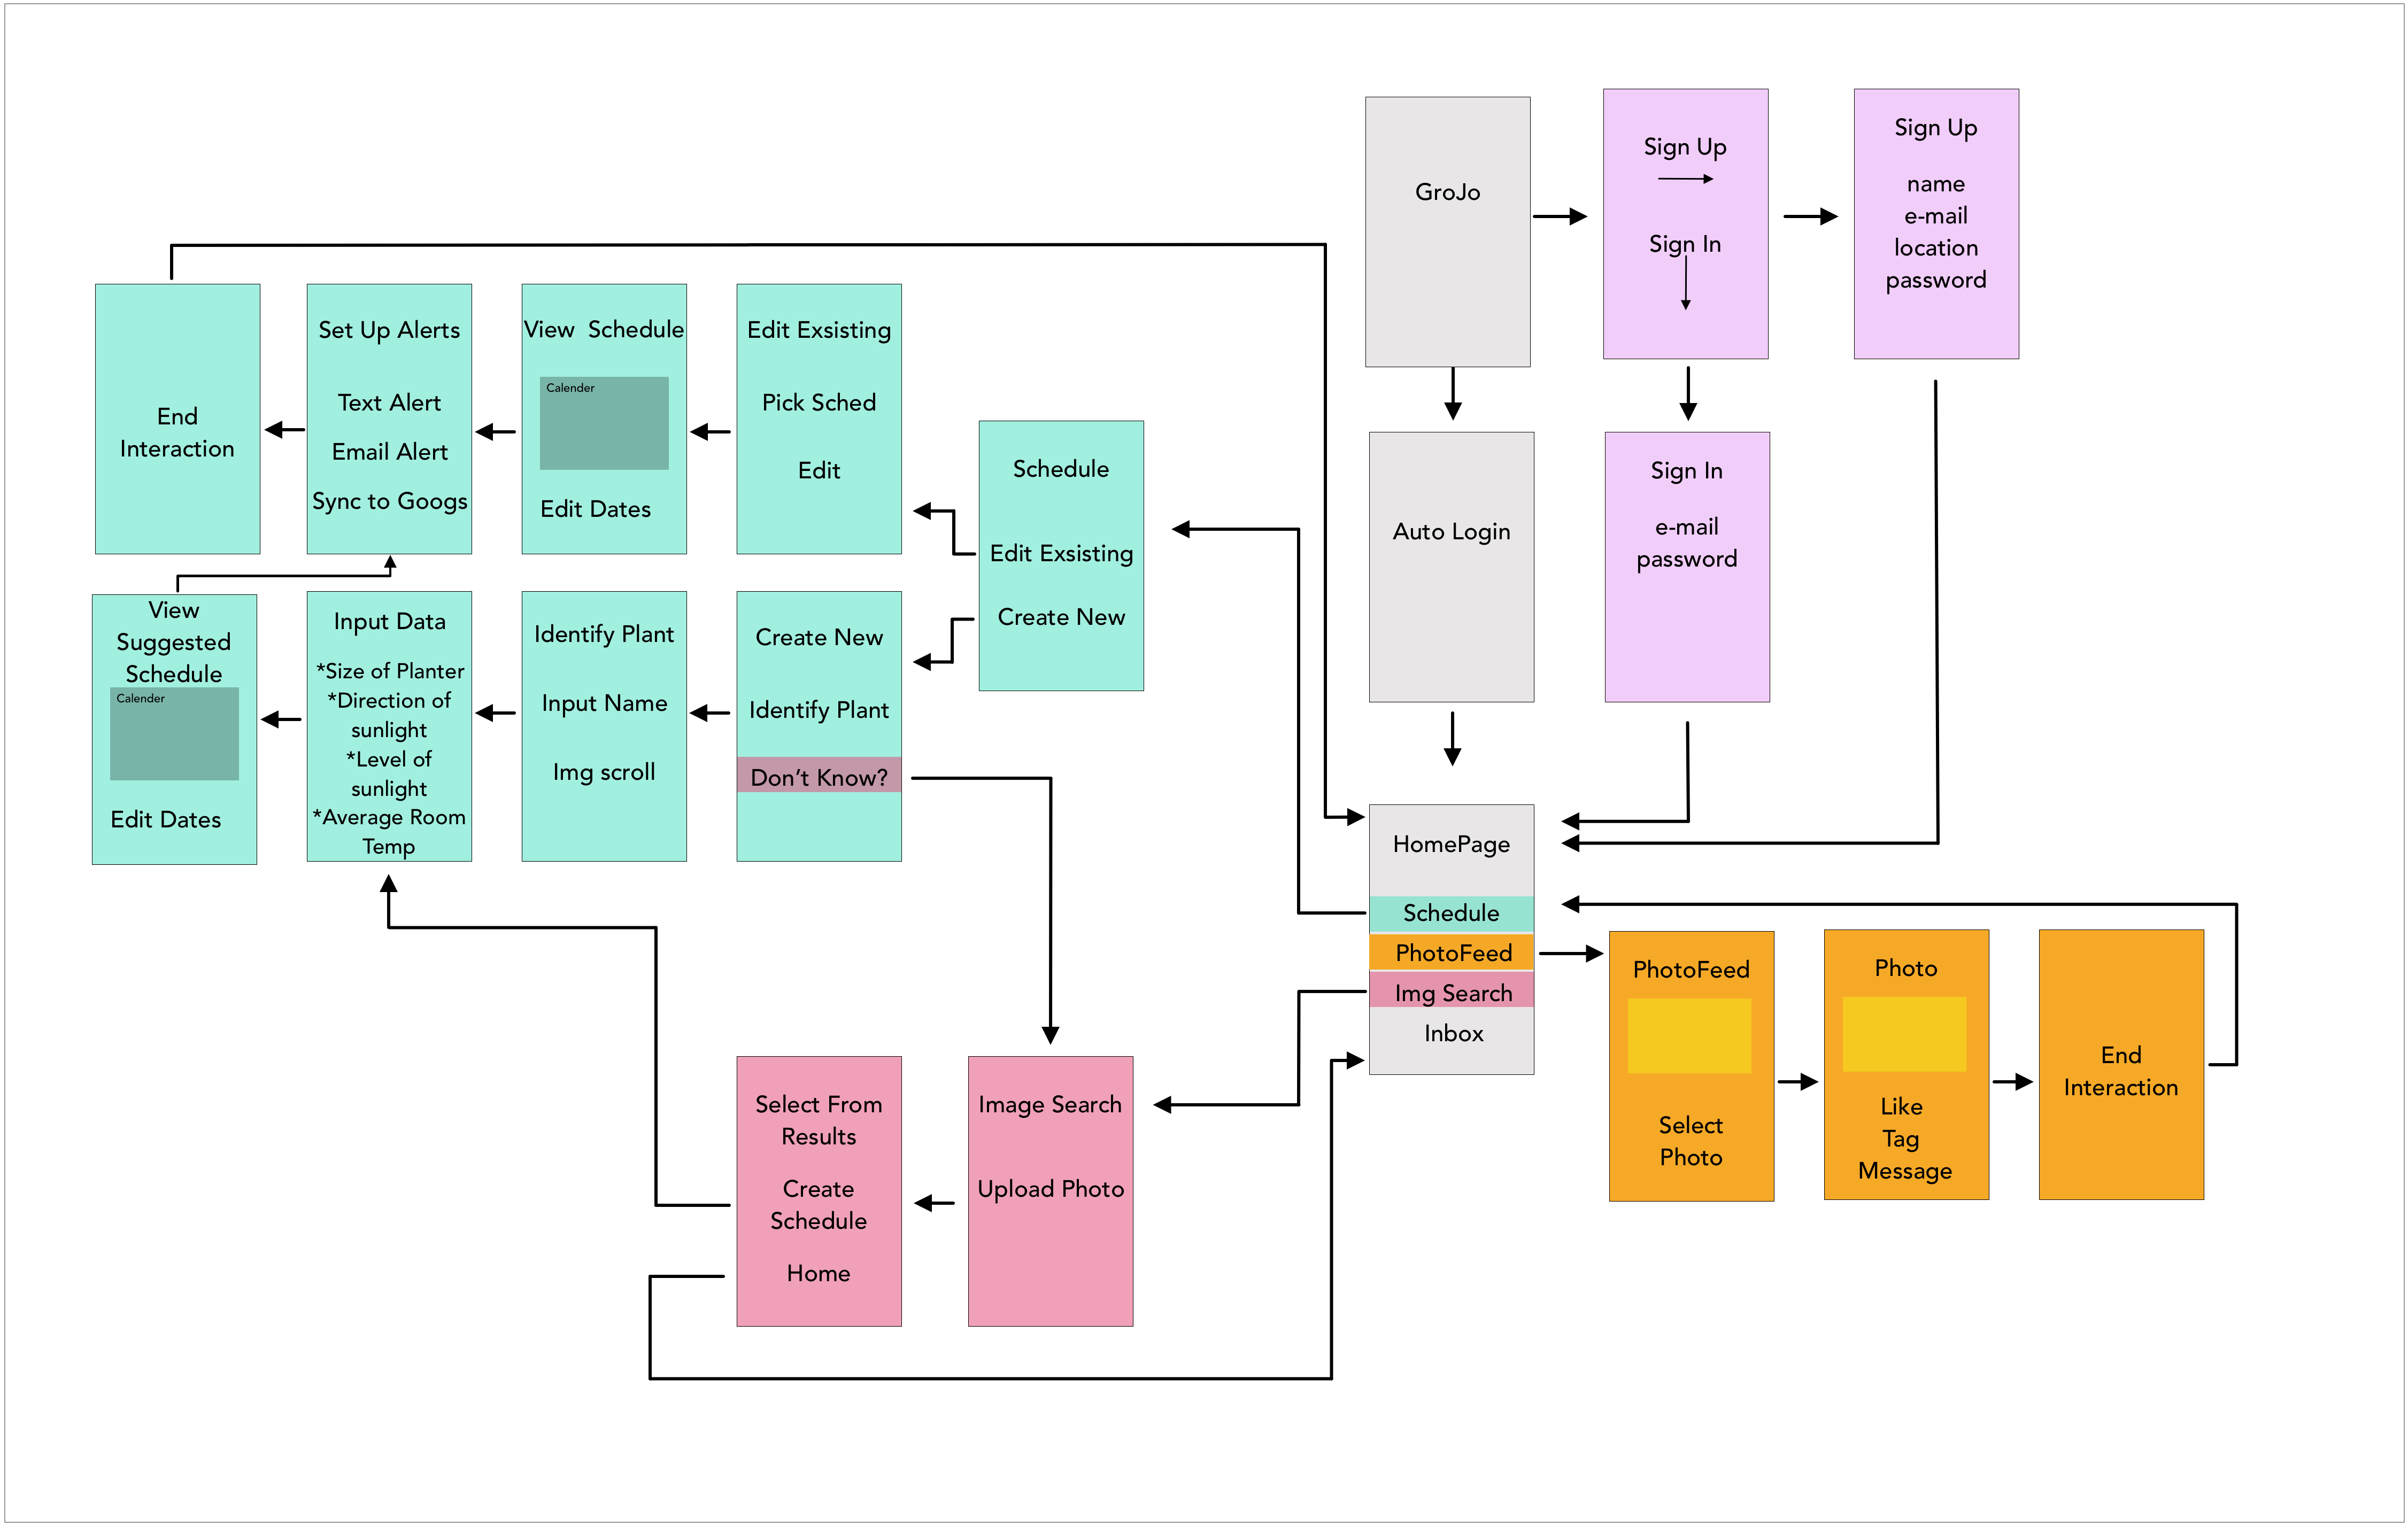 GroJo
Sign Up
Sign In
Sign Up
name
e-mail
location
password
End
Interaction
Set Up Alerts
Text Alert
Email Alert
Sync to Googs
View  Schedule
Calender
Edit Dates
Edit Exsisting
Pick Sched
Edit
Schedule
Edit Exsisting
Create New
Auto Login
Sign In
e-mail
password
View
Suggested
Schedule
Calender
Edit Dates
Input Data
*Size of Planter
*Direction of
sunlight
*Level of
sunlight
*Average Room
Temp
Identify Plant
Input Name
Img scroll
Create New
Identify Plant
Don’t Know?
HomePage
Schedule
PhotoFeed
Img Search
Inbox
PhotoFeed
Select
Photo
Photo
Like
Tag
Message
End
Interaction
Select From
Results
Create
Schedule
Home
Image Search
Upload Photo